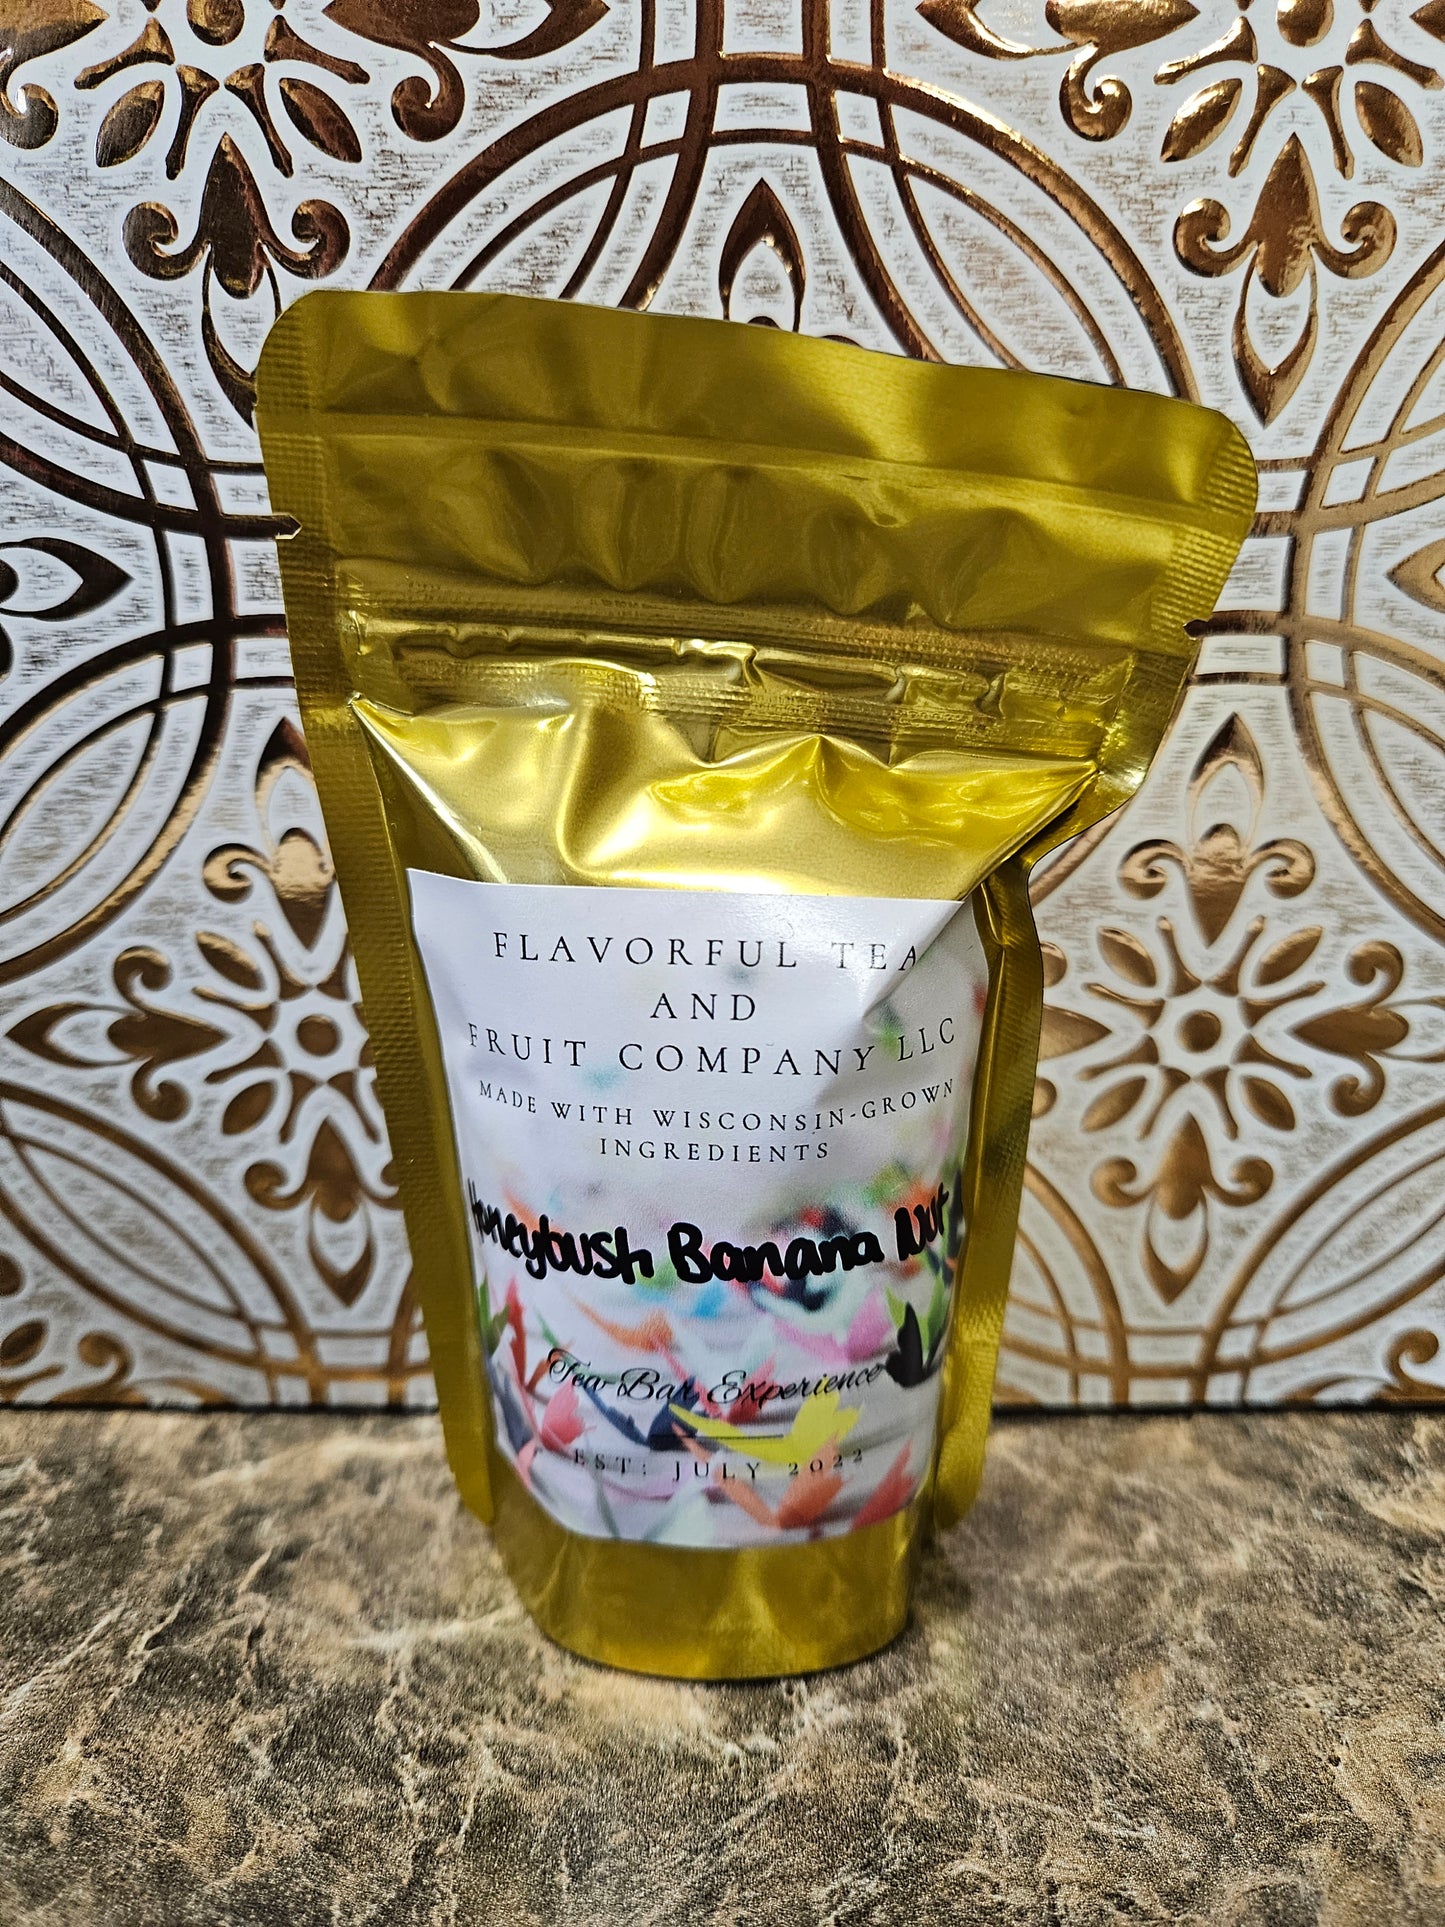 FLAVORFUL TEA
AND
FRUIT COMPANY LLC
MADE WITH WISCONSIN-GROWN
INGREDIENTS
Honeybush Banana Nut
Tea Bar Experience
EST: JULY 2022